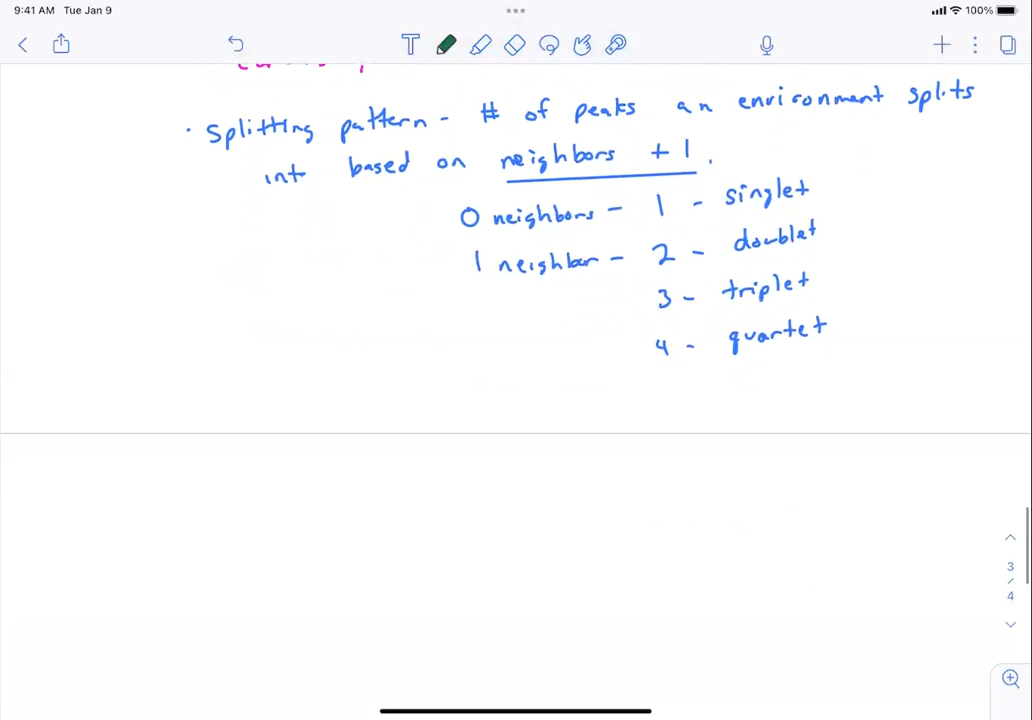 9:41 AM Tue Jan 9
100%
T
· Splitting pattern - # of peaks an environment splits
into based on neighbors + 1.
0 neighbors - 1 - singlet
1 neighbor - 2 - doublet
3 - triplet
4 - quartet
3
/
4